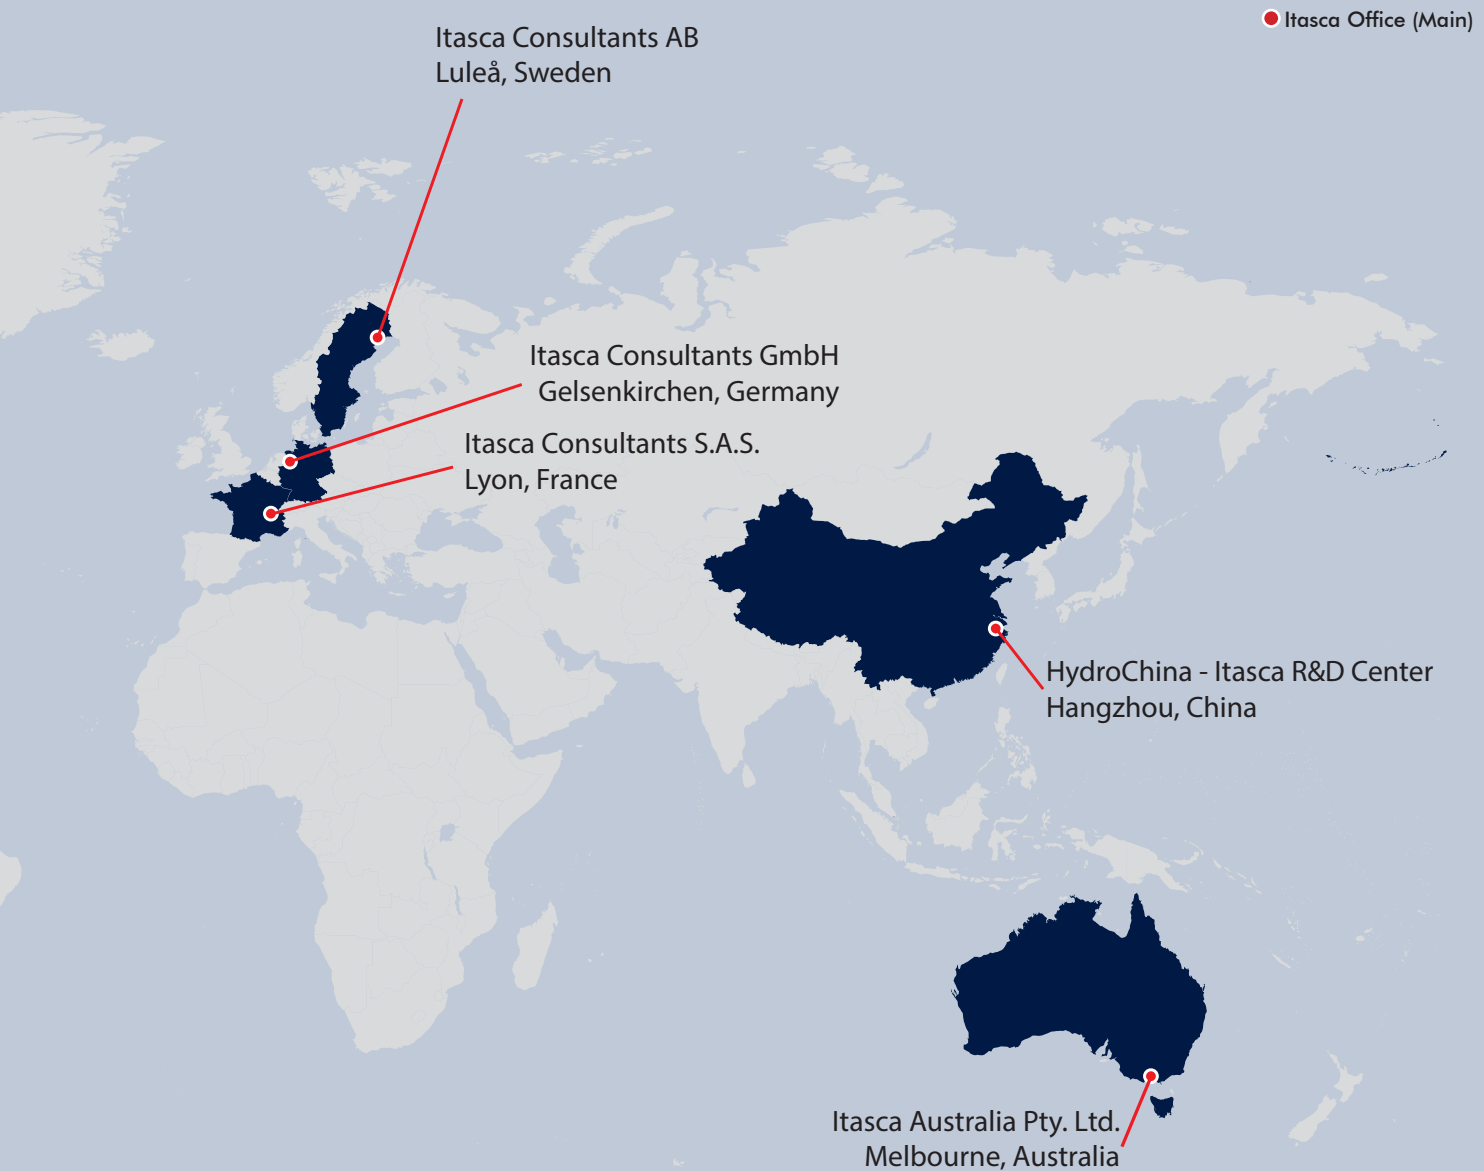 Itasca Office (Main)
Itasca Consultants AB
Luleå, Sweden
Itasca Consultants GmbH
Gelsenkirchen, Germany
Itasca Consultants S.A.S.
Lyon, France
HydroChina - Itasca R&D Center
Hangzhou, China
Itasca Australia Pty. Ltd.
Melbourne, Australia